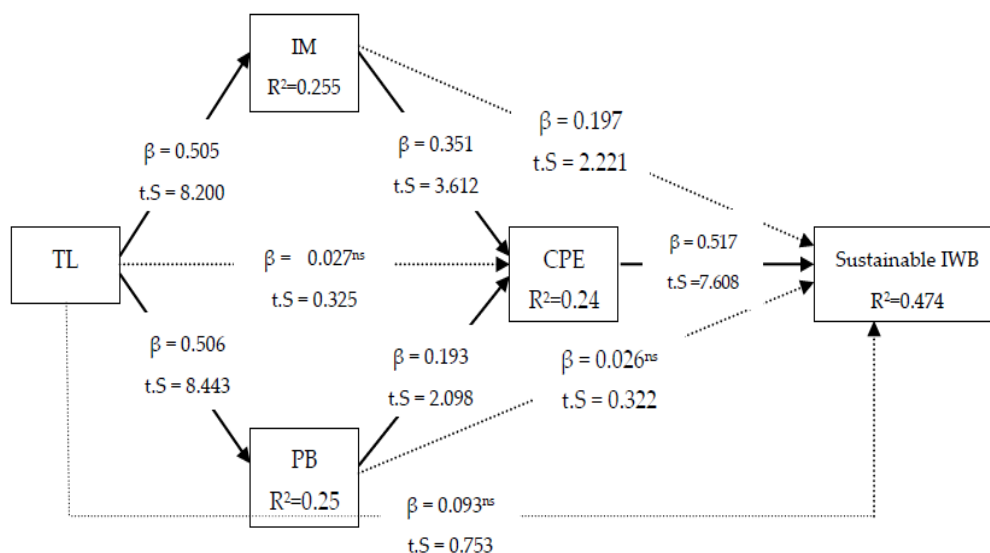 IM
R²=0.255
β = 0.197
t.S = 2.221
β = 0.505
t.S = 8.200
β = 0.351
t.S = 3.612
TL
β = 0.027ⁿˢ
t.S = 0.325
CPE
R²=0.24
β = 0.517
t.S =7.608
Sustainable IWB
R²=0.474
β = 0.506
t.S = 8.443
β = 0.193
t.S = 2.098
β = 0.026ⁿˢ
t.S = 0.322
PB
R²=0.25
β = 0.093ⁿˢ
t.S = 0.753